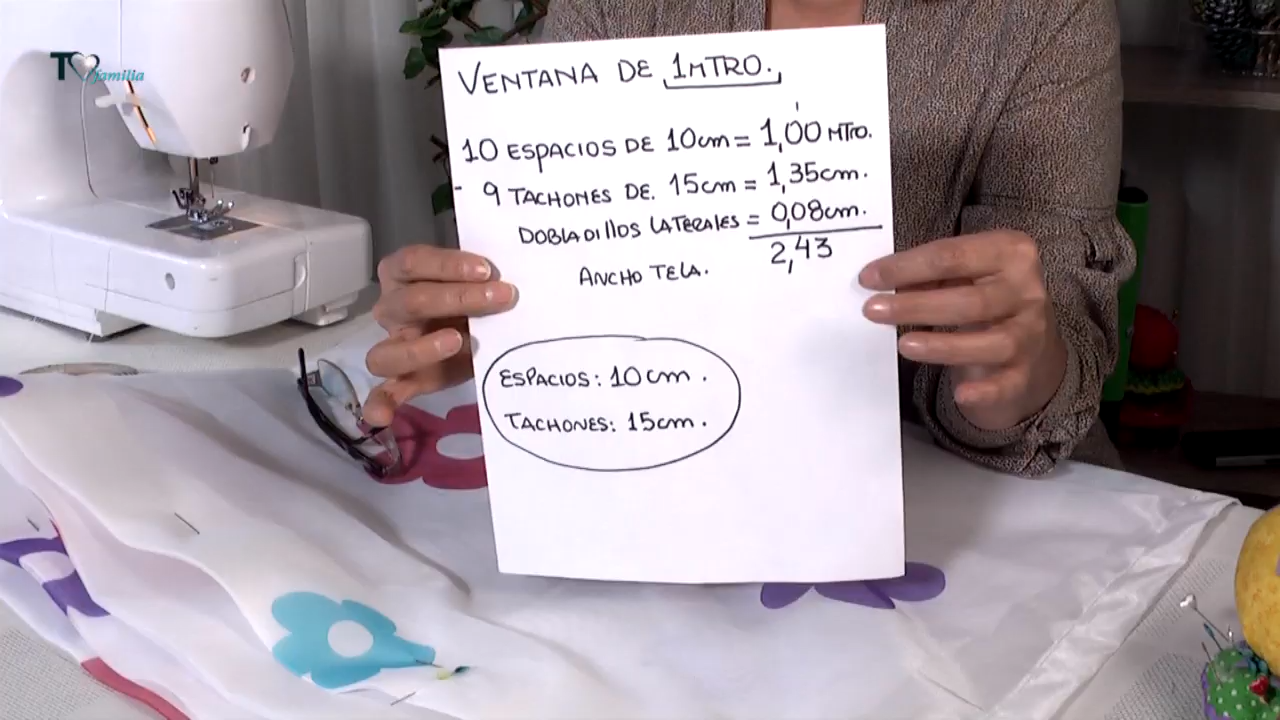 TV familia
VENTANA DE 1MTRO.
10 ESPACIOS DE 10cm = 1,00 MTRO.
- 9 TACHONES DE. 15cm = 1,35cm.
DOBLADILLOS LATERALES = 0,08cm.
2,43
ANCHO TELA.
ESPACIOS: 10cm.
TACHONES: 15cm.